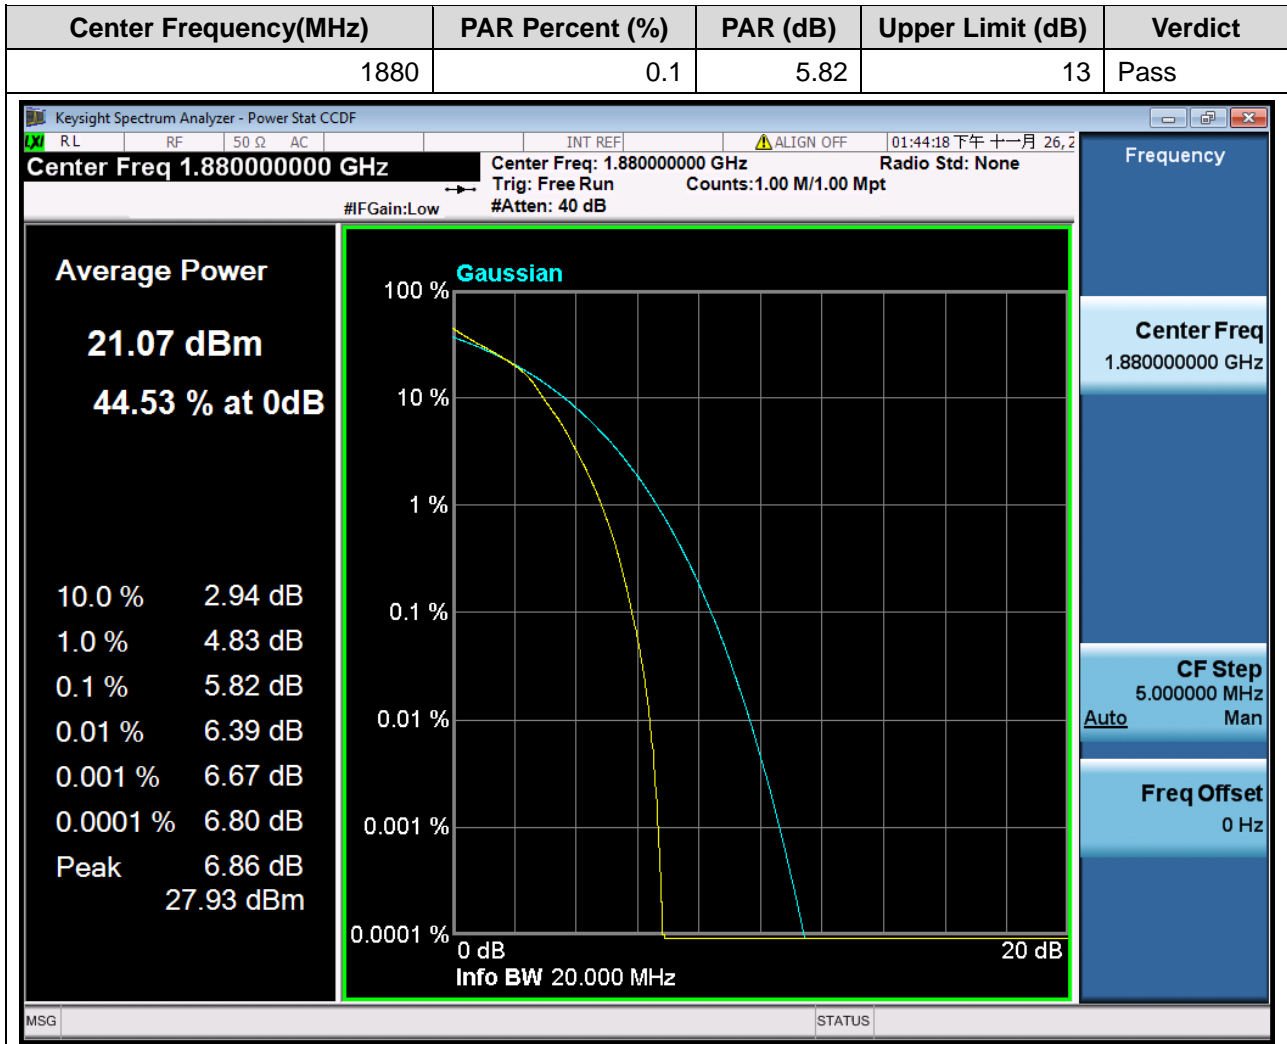 Center Frequency(MHz) PAR Percent (%) PAR (dB) Upper Limit (dB) Verdict
1880 0.1 5.82 13 Pass
Keysight Spectrum Analyzer - Power Stat CCDF
LXI RL RF 50 Ω AC INT REF ALIGN OFF 01:44:18 下午 十一月 26, 2
Center Freq 1.880000000 GHz
Center Freq: 1.880000000 GHz Radio Std: None
Trig: Free Run Counts:1.00 M/1.00 Mpt
#IFGain:Low #Atten: 40 dB
Frequency
Average Power
21.07 dBm
44.53 % at 0dB
10.0 % 2.94 dB
1.0 % 4.83 dB
0.1 % 5.82 dB
0.01 % 6.39 dB
0.001 % 6.67 dB
0.0001 % 6.80 dB
Peak 6.86 dB
27.93 dBm
Gaussian
100 %
10 %
1 %
0.1 %
0.01 %
0.001 %
0.0001 %
0 dB 20 dB
Info BW 20.000 MHz
Center Freq
1.880000000 GHz
CF Step
5.000000 MHz
Auto Man
Freq Offset
0 Hz
MSG STATUS